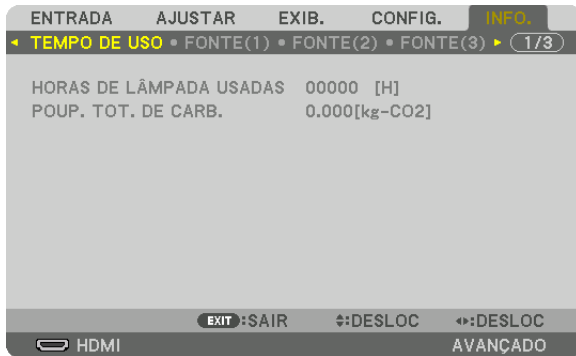 ENTRADA AJUSTAR EXIB. CONFIG. INFO.
TEMPO DE USO • FONTE(1) • FONTE(2) • FONTE(3) 1/3
HORAS DE LÂMPADA USADAS 00000 [H]
POUP. TOT. DE CARB. 0.000[kg-CO2]
EXIT :SAIR :DESLOC :DESLOC
HDMI AVANÇADO